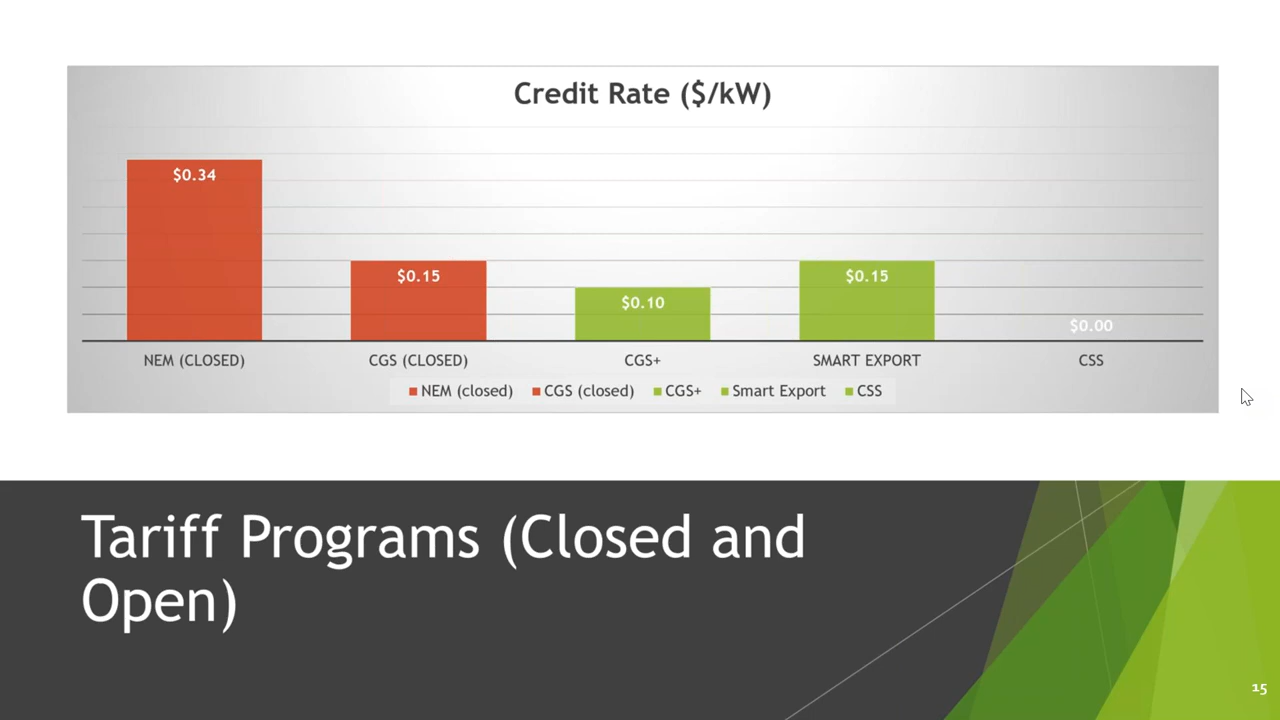 Credit Rate ($/kW)
$0.34
$0.15
$0.10
$0.15
$0.00
NEM (CLOSED) CGS (CLOSED) CGS+ SMART EXPORT CSS
NEM (closed) CGS (closed) CGS+ Smart Export CSS
Tariff Programs (Closed and
Open)
15